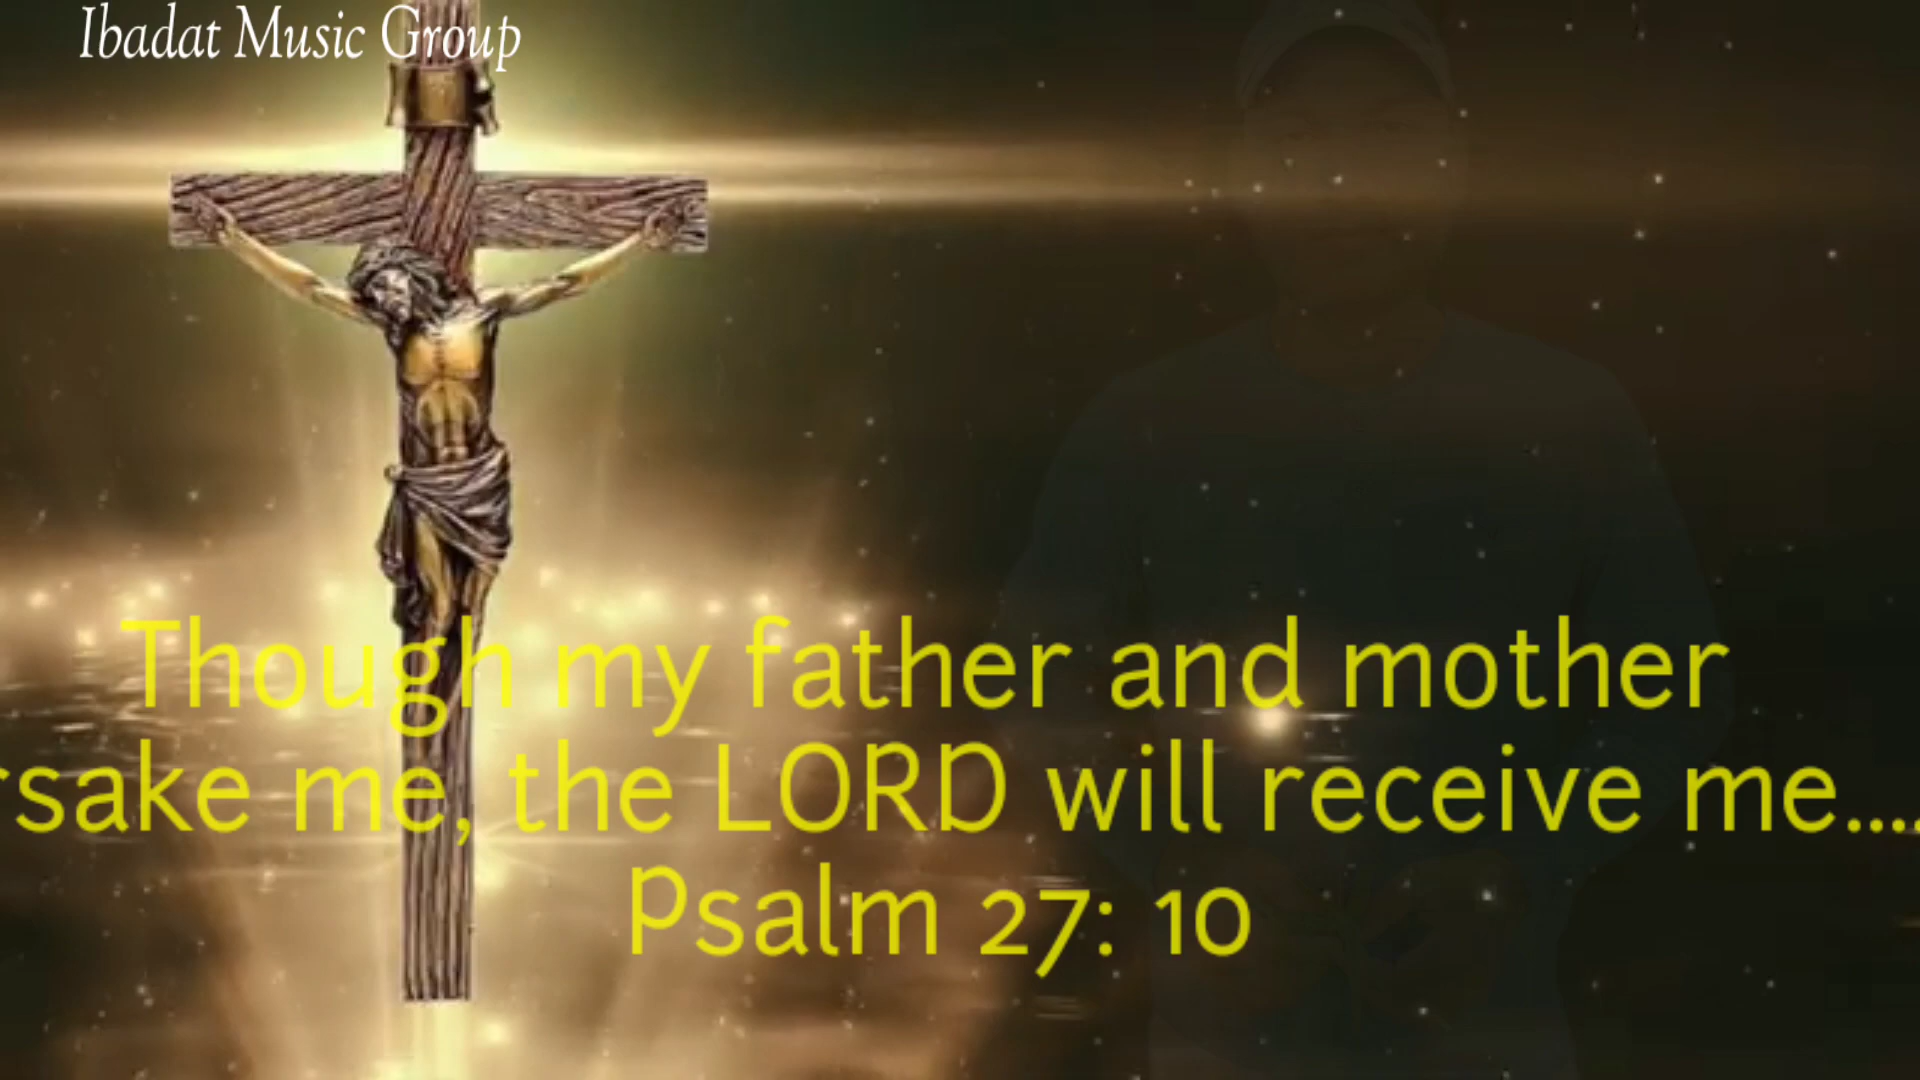 Ibadat Music Group
Though my father and mother
rsake me, the LORD will receive me....
Psalm 27: 10